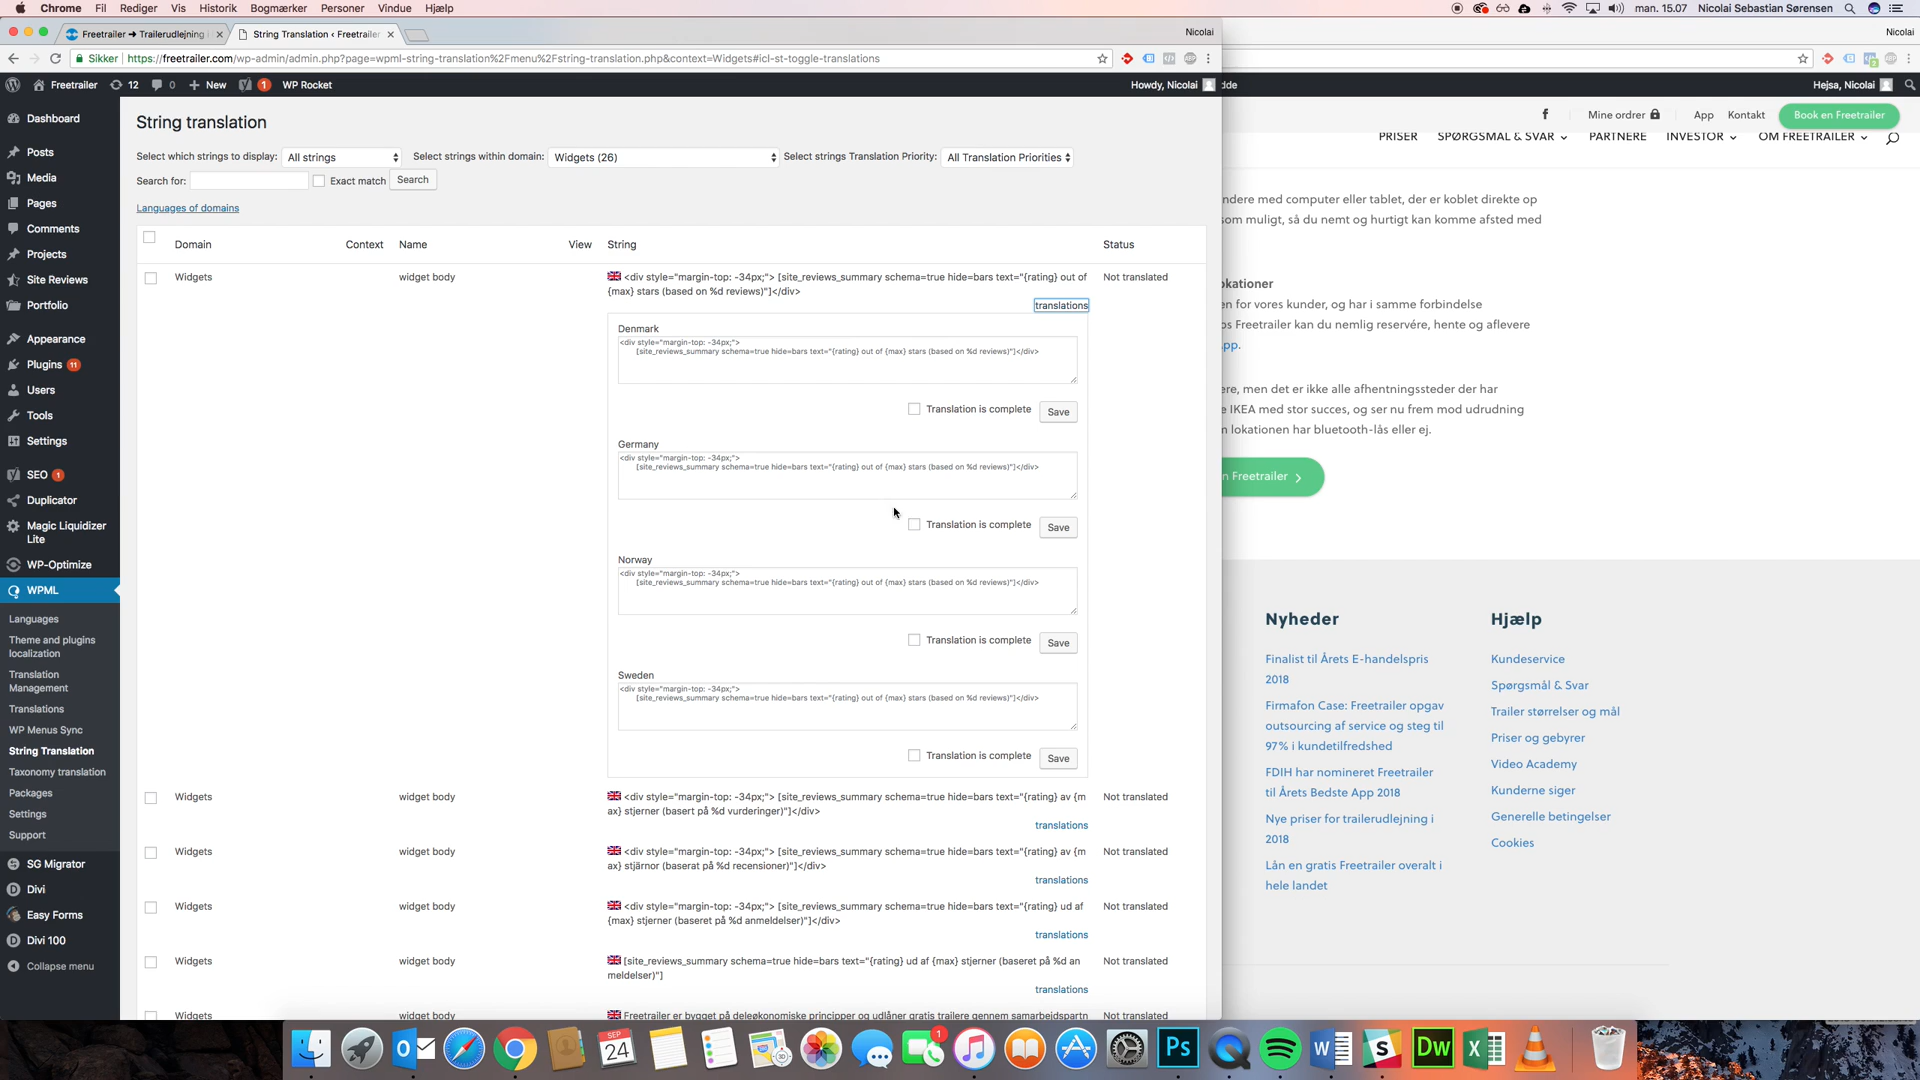 Chrome Fil Rediger Vis Historik Bogmærker Personer Vindue Hjælp
man. 15.07 Nicolai Sebastian Sørensen
Freetrailer ➔ Trailerudlejning
String Translation ‹ Freetrailer
Nicolai
Nicolai
Sikker https://freetrailer.com/wp-admin/admin.php?page=wpml-string-translation%2Fmenu%2Fstring-translation.php&context=Widgets#icl-st-toggle-translations
Freetrailer 12 0 New 1 WP Rocket
Howdy, Nicolai
dde
Hejsa, Nicolai
Dashboard
Posts
Media
Pages
Comments
Projects
Site Reviews
Portfolio
Appearance
Plugins 11
Users
Tools
Settings
SEO 1
Duplicator
Magic Liquidizer
Lite
WP-Optimize
WPML
Languages
Theme and plugins
localization
Translation
Management
Translations
WP Menus Sync
String Translation
Taxonomy translation
Packages
Settings
Support
SG Migrator
Divi
Easy Forms
Divi 100
Collapse menu
String translation
Select which strings to display: All strings Select strings within domain: Widgets (26) Select strings Translation Priority: All Translation Priorities
Search for: Exact match Search
Languages of domains
Domain Context Name View String Status
Widgets widget body <div style="margin-top: -34px;"> [site_reviews_summary schema=true hide=bars text="{rating} out of Not translated
{max} stars (based on %d reviews)"]</div>
translations
Denmark
<div style="margin-top: -34px;">
[site_reviews_summary schema=true hide=bars text="{rating} out of {max} stars (based on %d reviews)"]</div>
Translation is complete Save
Germany
<div style="margin-top: -34px;">
[site_reviews_summary schema=true hide=bars text="{rating} out of {max} stars (based on %d reviews)"]</div>
Translation is complete Save
Norway
<div style="margin-top: -34px;">
[site_reviews_summary schema=true hide=bars text="{rating} out of {max} stars (based on %d reviews)"]</div>
Translation is complete Save
Sweden
<div style="margin-top: -34px;">
[site_reviews_summary schema=true hide=bars text="{rating} out of {max} stars (based on %d reviews)"]</div>
Translation is complete Save
Widgets widget body <div style="margin-top: -34px;"> [site_reviews_summary schema=true hide=bars text="{rating} av {m Not translated
ax} stjerner (basert på %d vurderinger)"]</div>
translations
Widgets widget body <div style="margin-top: -34px;"> [site_reviews_summary schema=true hide=bars text="{rating} av {m Not translated
ax} stjärnor (baserat på %d recensioner)"]</div>
translations
Widgets widget body <div style="margin-top: -34px;"> [site_reviews_summary schema=true hide=bars text="{rating} ud af Not translated
{max} stjerner (baseret på %d anmeldelser)"]</div>
translations
Widgets widget body [site_reviews_summary schema=true hide=bars text="{rating} ud af {max} stjerner (baseret på %d an Not translated
meldelser)"]
translations
Widgets widget body Freetrailer er bygget på deleøkonomiske principper og udlåner gratis trailere gennem samarbejdspartn Not translated
Mine ordrer App Kontakt Book en Freetrailer
PRISER SPØRGSMÅL & SVAR PARTNERE INVESTOR OM FREETRAILER
ndere med computer eller tablet, der er koblet direkte op
som muligt, så du nemt og hurtigt kan komme afsted med
okationer
en for vores kunder, og har i samme forbindelse
os Freetrailer kan du nemlig reservére, hente og aflevere
pp.
ere, men det er ikke alle afhentningssteder der har
e IKEA med stor succes, og ser nu frem mod udrudning
m lokationen har bluetooth-lås eller ej.
n Freetrailer
Nyheder
Finalist til Årets E-handelspris
2018
Firmafon Case: Freetrailer opgav
outsourcing af service og steg til
97% i kundetilfredshed
FDIH har nomineret Freetrailer
til Årets Bedste App 2018
Nye priser for trailerudlejning i
2018
Lån en gratis Freetrailer overalt i
hele landet
Hjælp
Kundeservice
Spørgsmål & Svar
Trailer størrelser og mål
Priser og gebyrer
Video Academy
Kunderne siger
Generelle betingelser
Cookies
SEP
24
3D
1
Ps
Dw